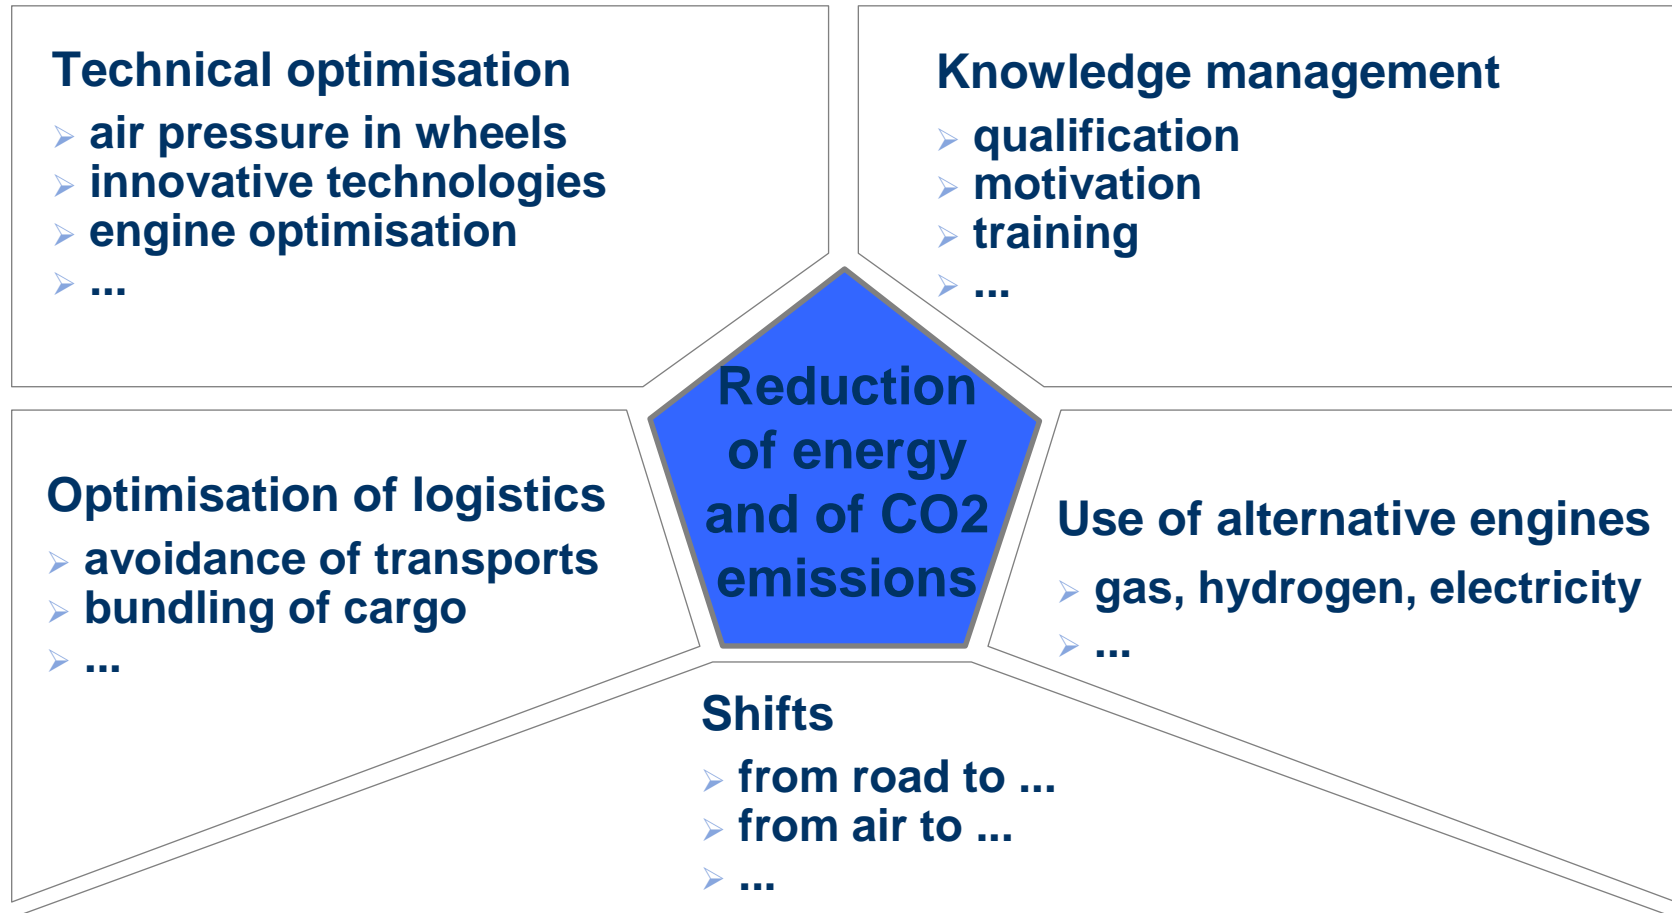 Technical optimisation
➢ air pressure in wheels
➢ innovative technologies
➢ engine optimisation
➢ ...
Knowledge management
➢ qualification
➢ motivation
➢ training
➢ ...
Reduction
of energy
and of CO2
emissions
Optimisation of logistics
➢ avoidance of transports
➢ bundling of cargo
➢ ...
Use of alternative engines
➢ gas, hydrogen, electricity
➢ ...
Shifts
➢ from road to ...
➢ from air to ...
➢ ...